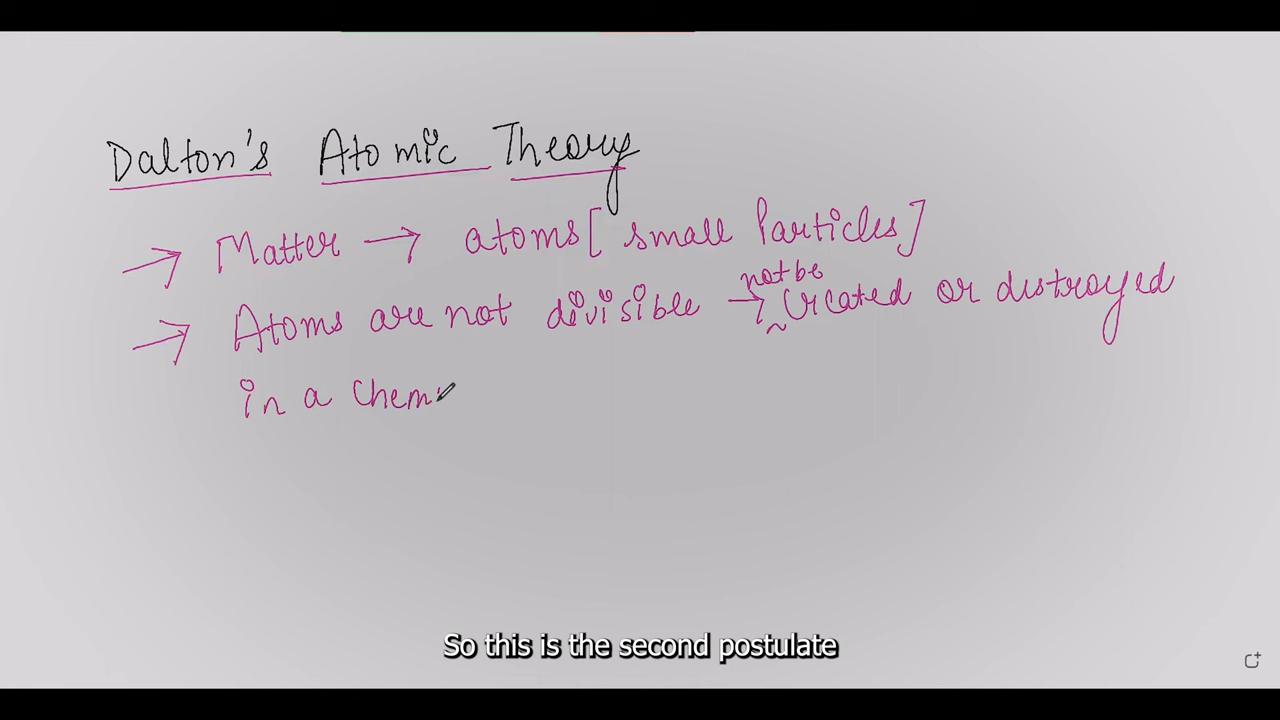 Dalton's Atomic Theory
→ Matter → atoms [small Particles]
→ Atoms are not divisible → not be Created or destroyed
in a Chem
So this is the second postulate